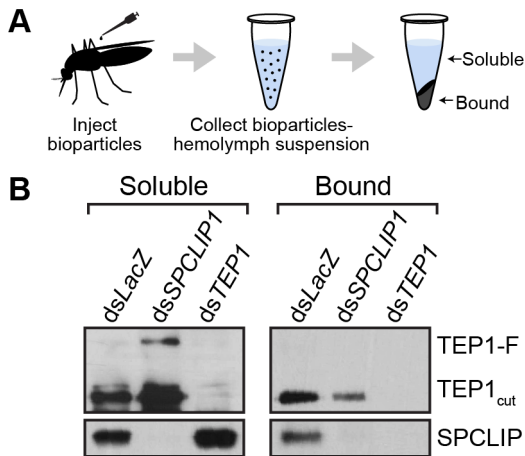 A
Inject
bioparticles
Collect bioparticles-
hemolymph suspension
Soluble
Bound
B
Soluble
Bound
dsLacZ
dsSPCLIP1
dsTEP1
dsLacZ
dsSPCLIP1
dsTEP1
TEP1-F
TEP1cut
SPCLIP